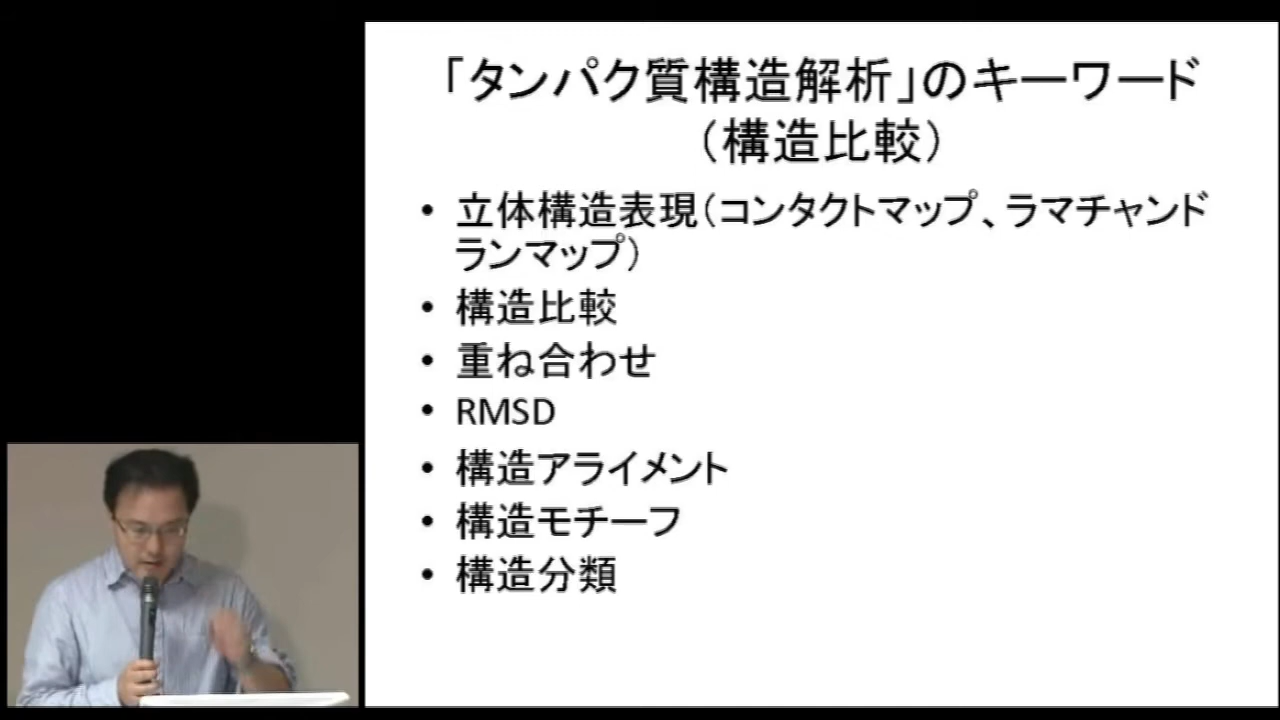 「タンパク質構造解析」のキーワード
（構造比較）
• 立体構造表現（コンタクトマップ、ラマチャンド
ランマップ）
• 構造比較
• 重ね合わせ
• RMSD
• 構造アライメント
• 構造モチーフ
• 構造分類